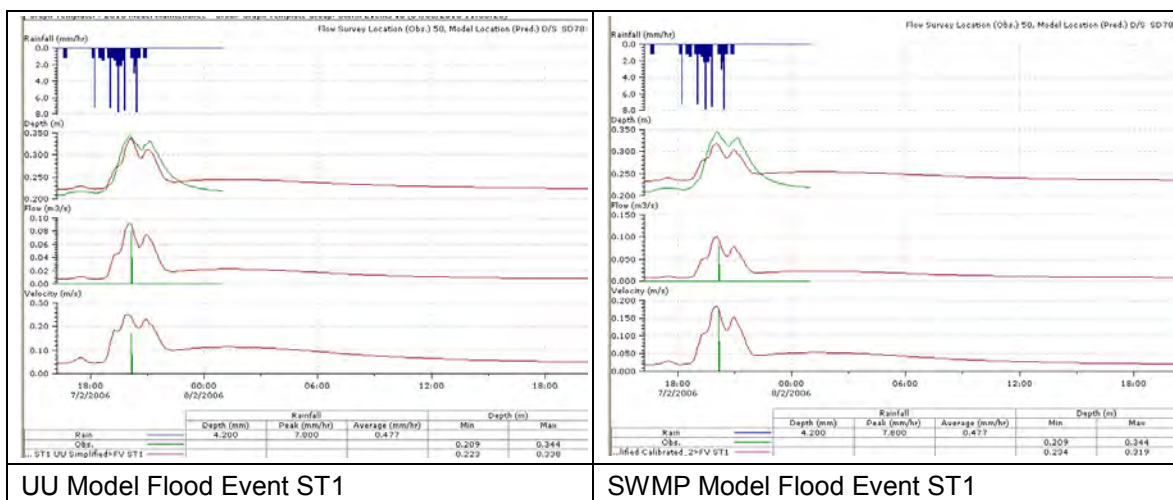 Flow Survey Location (Obs.) 50, Model Location (Pred.) D/S SD78
Rainfall (mm/hr)
0.0
2.0
4.0
6.0
8.0
Depth (m)
0.350
0.300
0.250
0.200
Flow (m3/s)
0.10
0.08
0.06
0.04
0.02
0.00
Velocity (m/s)
0.30
0.20
0.10
0.00
18:00 00:00 06:00 12:00 18:00
7/2/2006 8/2/2006
Rainfall Depth (m)
Depth (mm) Peak (mm/hr) Average (mm/hr) Min Max
Rain 4.200 7.800 0.477
Obs. 0.209 0.344
... ST1 UU Simplified>FV ST1 0.223 0.338
UU Model Flood Event ST1
Flow Survey Location (Obs.) 50, Model Location (Pred.) D/S SD78
Rainfall (mm/hr)
0.0
2.0
4.0
6.0
8.0
Depth (m)
0.350
0.300
0.250
0.200
Flow (m3/s)
0.150
0.100
0.050
0.000
Velocity (m/s)
0.200
0.150
0.100
0.050
0.000
18:00 00:00 06:00 12:00 18:00
7/2/2006 8/2/2006
Rainfall Depth (m)
Depth (mm) Peak (mm/hr) Average (mm/hr) Min Max
Rain 4.200 7.800 0.477
Obs. 0.209 0.344
...lified Calibrated_2>FV ST1 0.234 0.319
SWMP Model Flood Event ST1